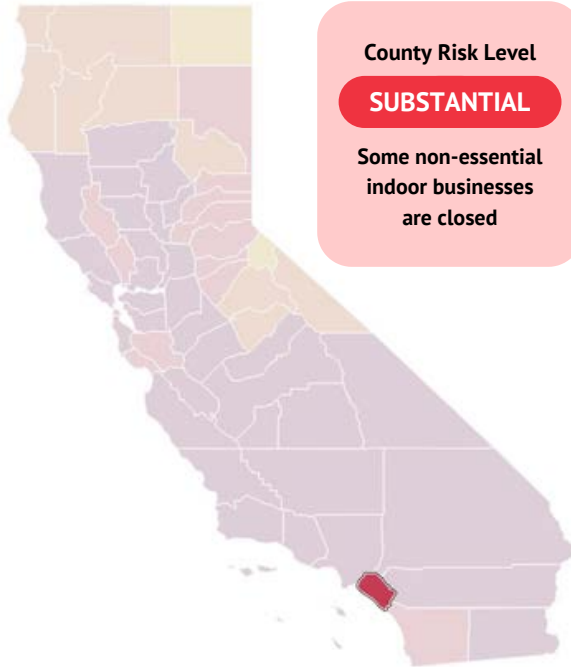 County Risk Level
SUBSTANTIAL
Some non-essential
indoor businesses
are closed